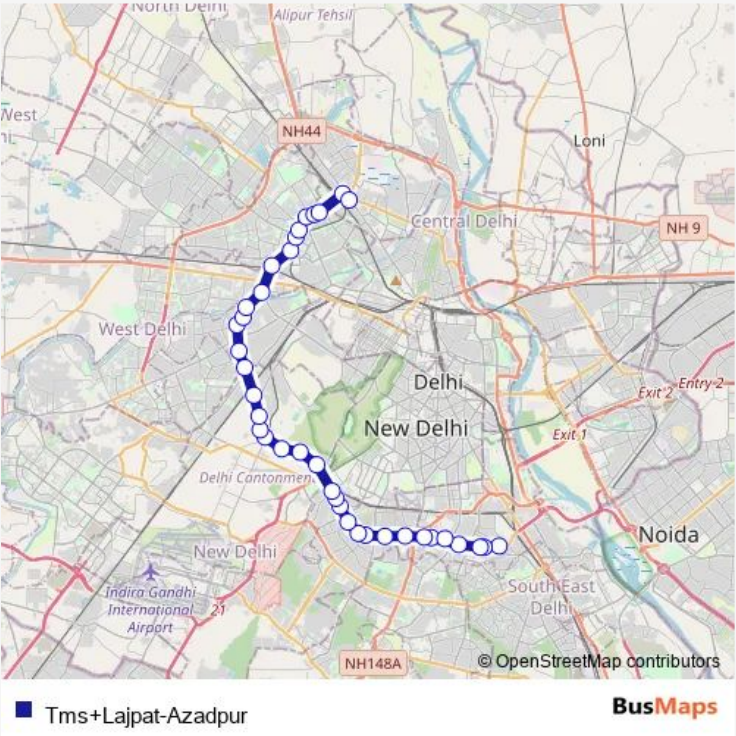 North Delhi
Alipur Tehsil
West
NH44
Loni
Central Delhi
NH 9
West Delhi
Delhi
Entry 2
Exit 2
New Delhi
Exit 1
Delhi Cantonmen
Noida
New Delhi
Indira Gandhi
International
Airport
21
South East
Delhi
NH148A
© OpenStreetMap contributors
Tms+Lajpat-Azadpur
BusMaps